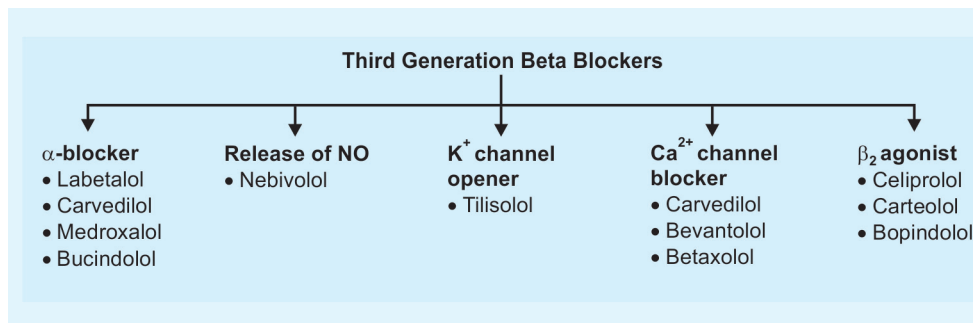 Third Generation Beta Blockers
α-blocker
• Labetalol
• Carvedilol
• Medroxalol
• Bucindolol
Release of NO
• Nebivolol
K⁺ channel
opener
• Tilisolol
Ca²⁺ channel
blocker
• Carvedilol
• Bevantolol
• Betaxolol
β₂ agonist
• Celiprolol
• Carteolol
• Bopindolol